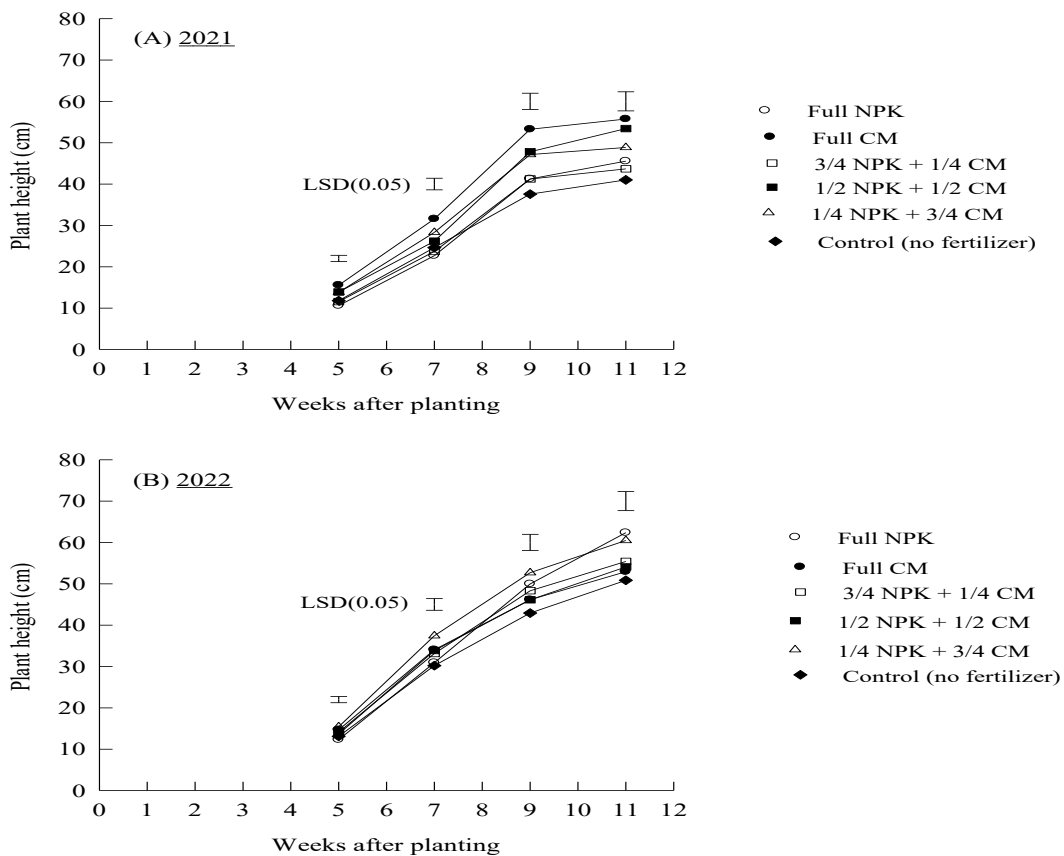 80
(A) 2021
70
60
50
40
30
20
10
0
Plant height (cm)
LSD(0.05)
0 1 2 3 4 5 6 7 8 9 10 11 12
Weeks after planting
Full NPK
Full CM
3/4 NPK + 1/4 CM
1/2 NPK + 1/2 CM
1/4 NPK + 3/4 CM
Control (no fertilizer)
80
(B) 2022
70
60
50
40
30
20
10
0
Plant height (cm)
LSD(0.05)
0 1 2 3 4 5 7 9 11 12
Weeks after planting
Full NPK
Full CM
3/4 NPK + 1/4 CM
1/2 NPK + 1/2 CM
1/4 NPK + 3/4 CM
Control (no fertilizer)